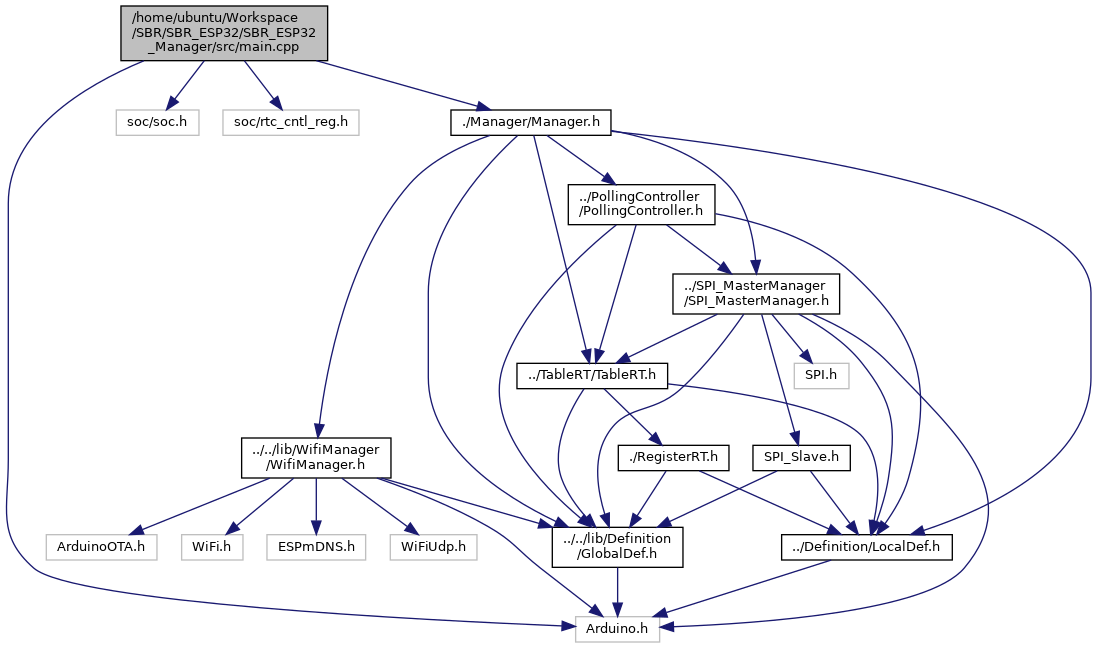 /home/ubuntu/Workspace
/SBR/SBR_ESP32/SBR_ESP32
_Manager/src/main.cpp
soc/soc.h
soc/rtc_cntl_reg.h
./Manager/Manager.h
../PollingController
/PollingController.h
../SPI_MasterManager
/SPI_MasterManager.h
../TableRT/TableRT.h
SPI.h
../../lib/WifiManager
/WifiManager.h
./RegisterRT.h
SPI_Slave.h
ArduinoOTA.h
WiFi.h
ESPmDNS.h
WiFiUdp.h
../../lib/Definition
/GlobalDef.h
../Definition/LocalDef.h
Arduino.h